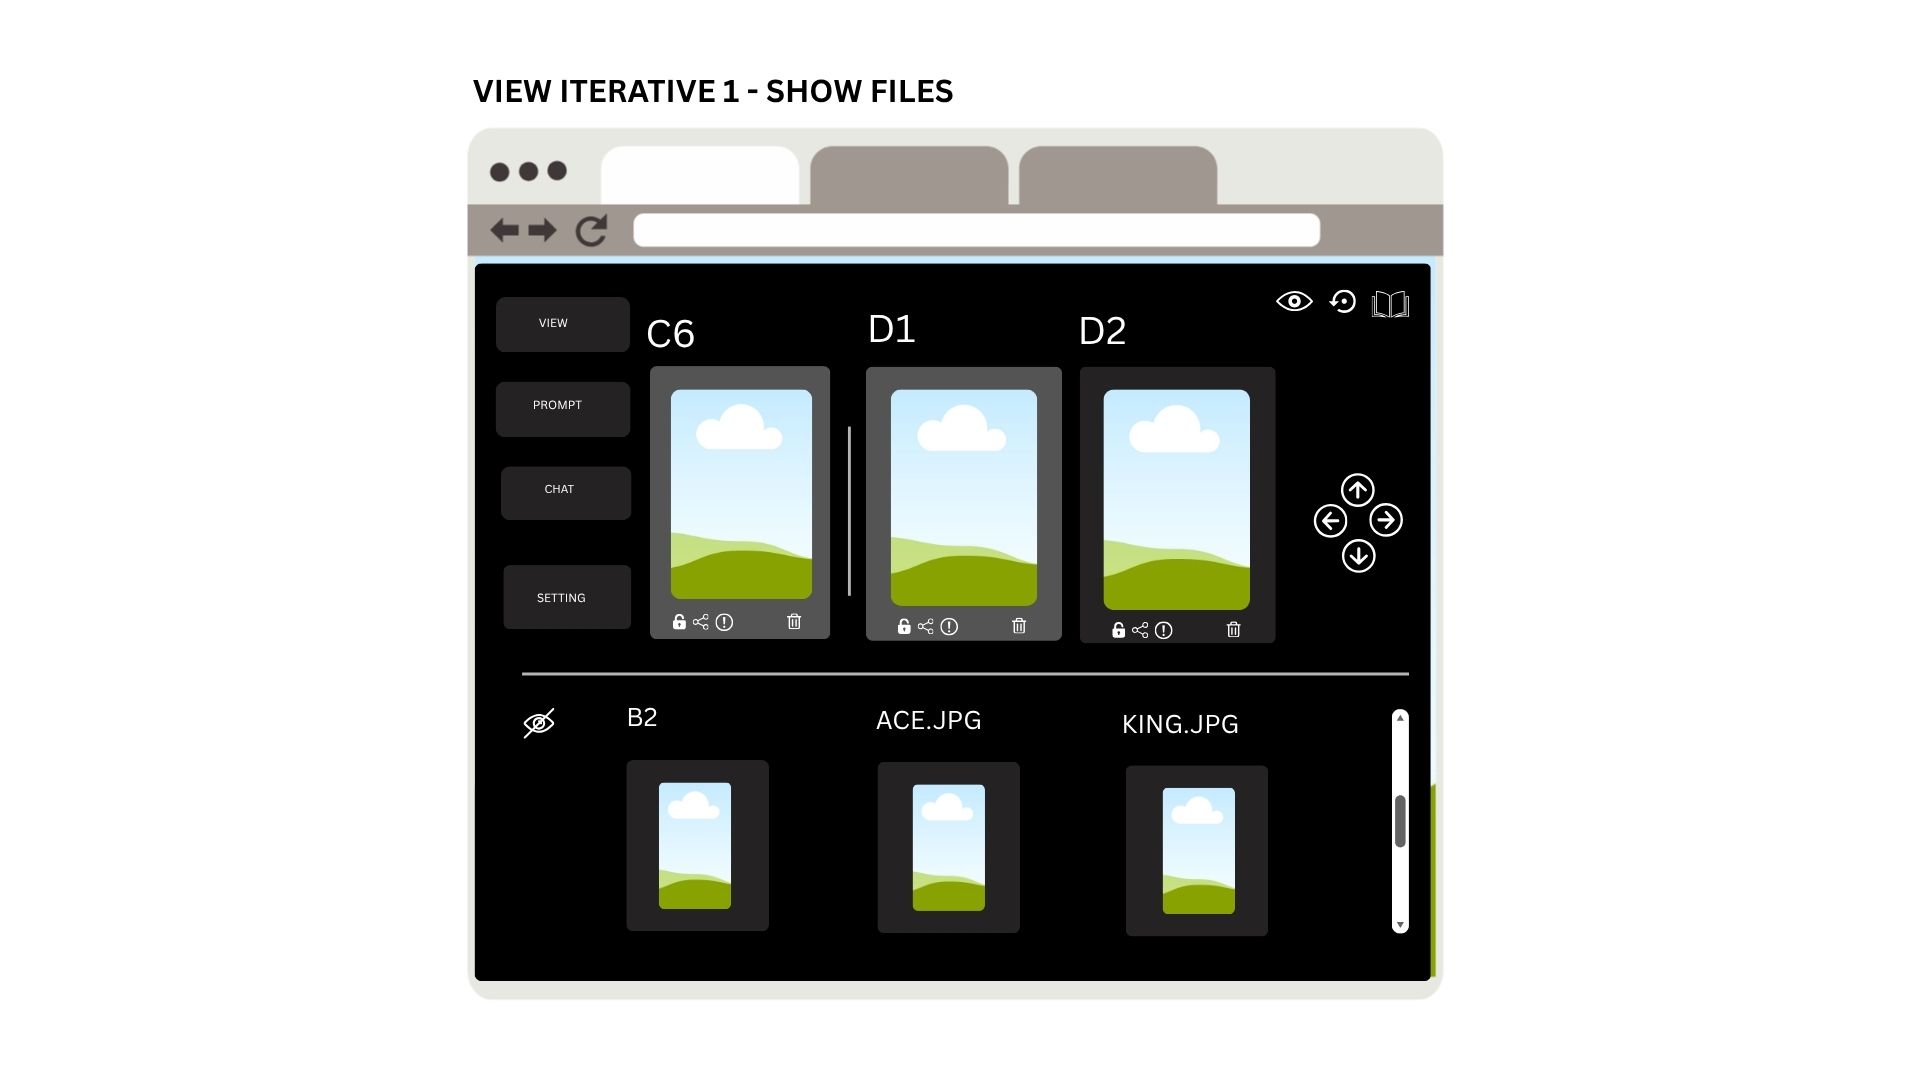 VIEW ITERATIVE 1 - SHOW FILES
VIEW
C6
D1
D2
PROMPT
CHAT
SETTING
B2
ACE.JPG
KING.JPG